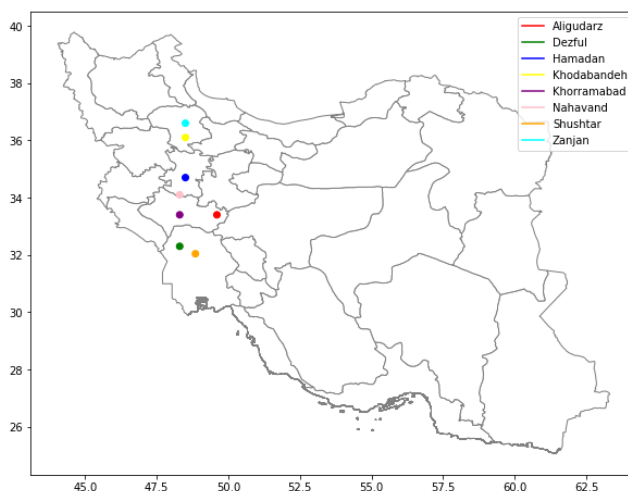 40
38
36
34
32
30
28
26
45.0 47.5 50.0 52.5 55.0 57.5 60.0 62.5
Aligudarz
Dezful
Hamadan
Khodabandeh
Khorramabad
Nahavand
Shushtar
Zanjan